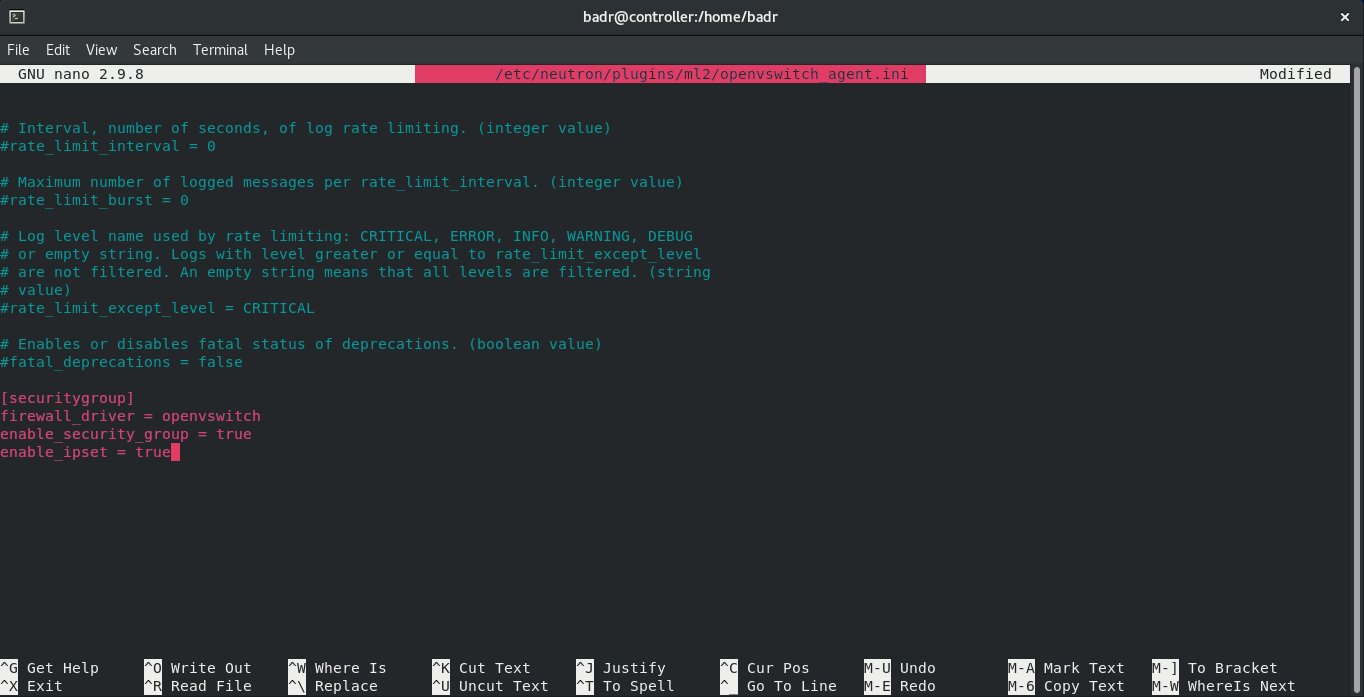 badr@controller:/home/badr
File Edit View Search Terminal Help
GNU nano 2.9.8 /etc/neutron/plugins/ml2/openvswitch_agent.ini Modified
# Interval, number of seconds, of log rate limiting. (integer value)
#rate_limit_interval = 0
# Maximum number of logged messages per rate_limit_interval. (integer value)
#rate_limit_burst = 0
# Log level name used by rate limiting: CRITICAL, ERROR, INFO, WARNING, DEBUG
# or empty string. Logs with level greater or equal to rate_limit_except_level
# are not filtered. An empty string means that all levels are filtered. (string
# value)
#rate_limit_except_level = CRITICAL
# Enables or disables fatal status of deprecations. (boolean value)
#fatal_deprecations = false
[securitygroup]
firewall_driver = openvswitch
enable_security_group = true
enable_ipset = true
^G Get Help ^O Write Out ^W Where Is ^K Cut Text ^J Justify ^C Cur Pos M-U Undo M-A Mark Text M-] To Bracket
^X Exit ^R Read File ^\ Replace ^U Uncut Text ^T To Spell ^_ Go To Line M-E Redo M-6 Copy Text M-W WhereIs Next